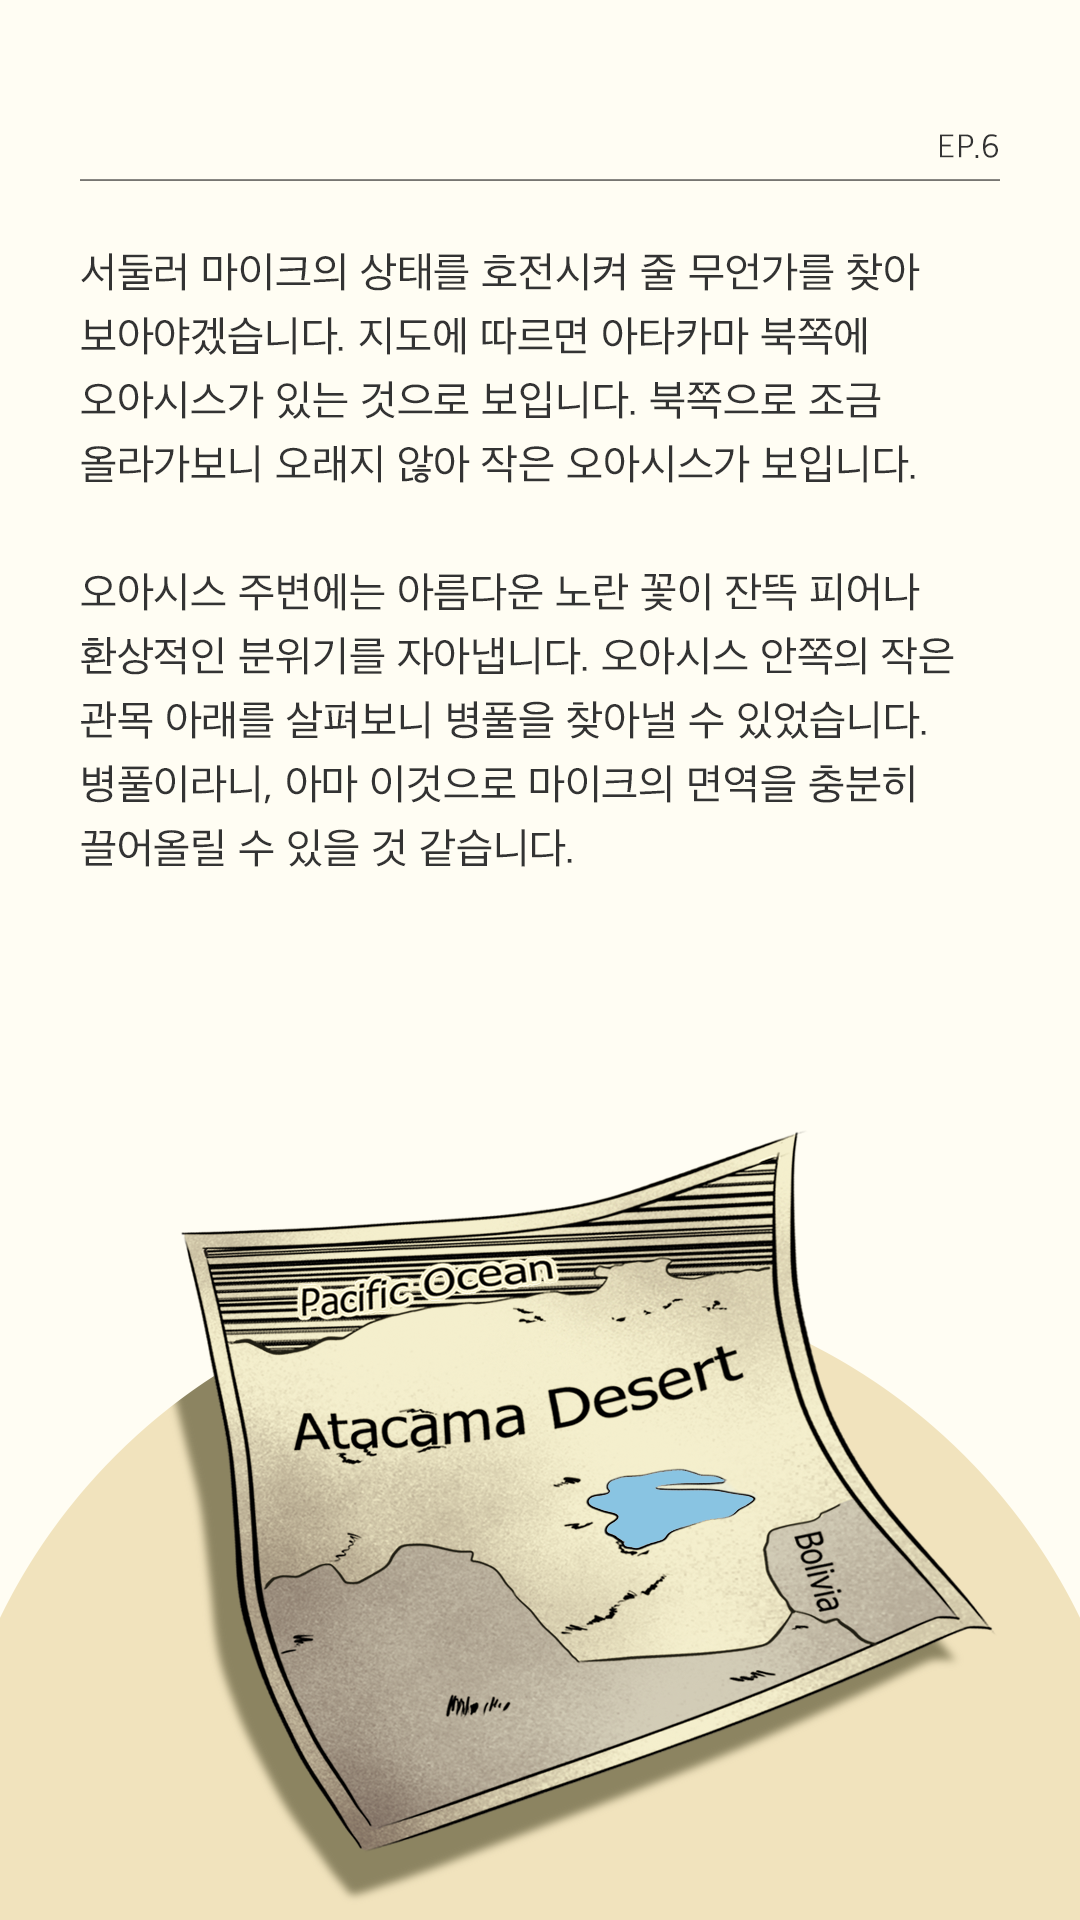 EP.6
서둘러 마이크의 상태를 호전시켜 줄 무언가를 찾아
보아야겠습니다. 지도에 따르면 아타카마 북쪽에
오아시스가 있는 것으로 보입니다. 북쪽으로 조금
올라가보니 오래지 않아 작은 오아시스가 보입니다.
오아시스 주변에는 아름다운 노란 꽃이 잔뜩 피어나
환상적인 분위기를 자아냅니다. 오아시스 안쪽의 작은
관목 아래를 살펴보니 병풀을 찾아낼 수 있었습니다.
병풀이라니, 아마 이것으로 마이크의 면역을 충분히
끌어올릴 수 있을 것 같습니다.
Pacific Ocean
Atacama Desert
Bolivia